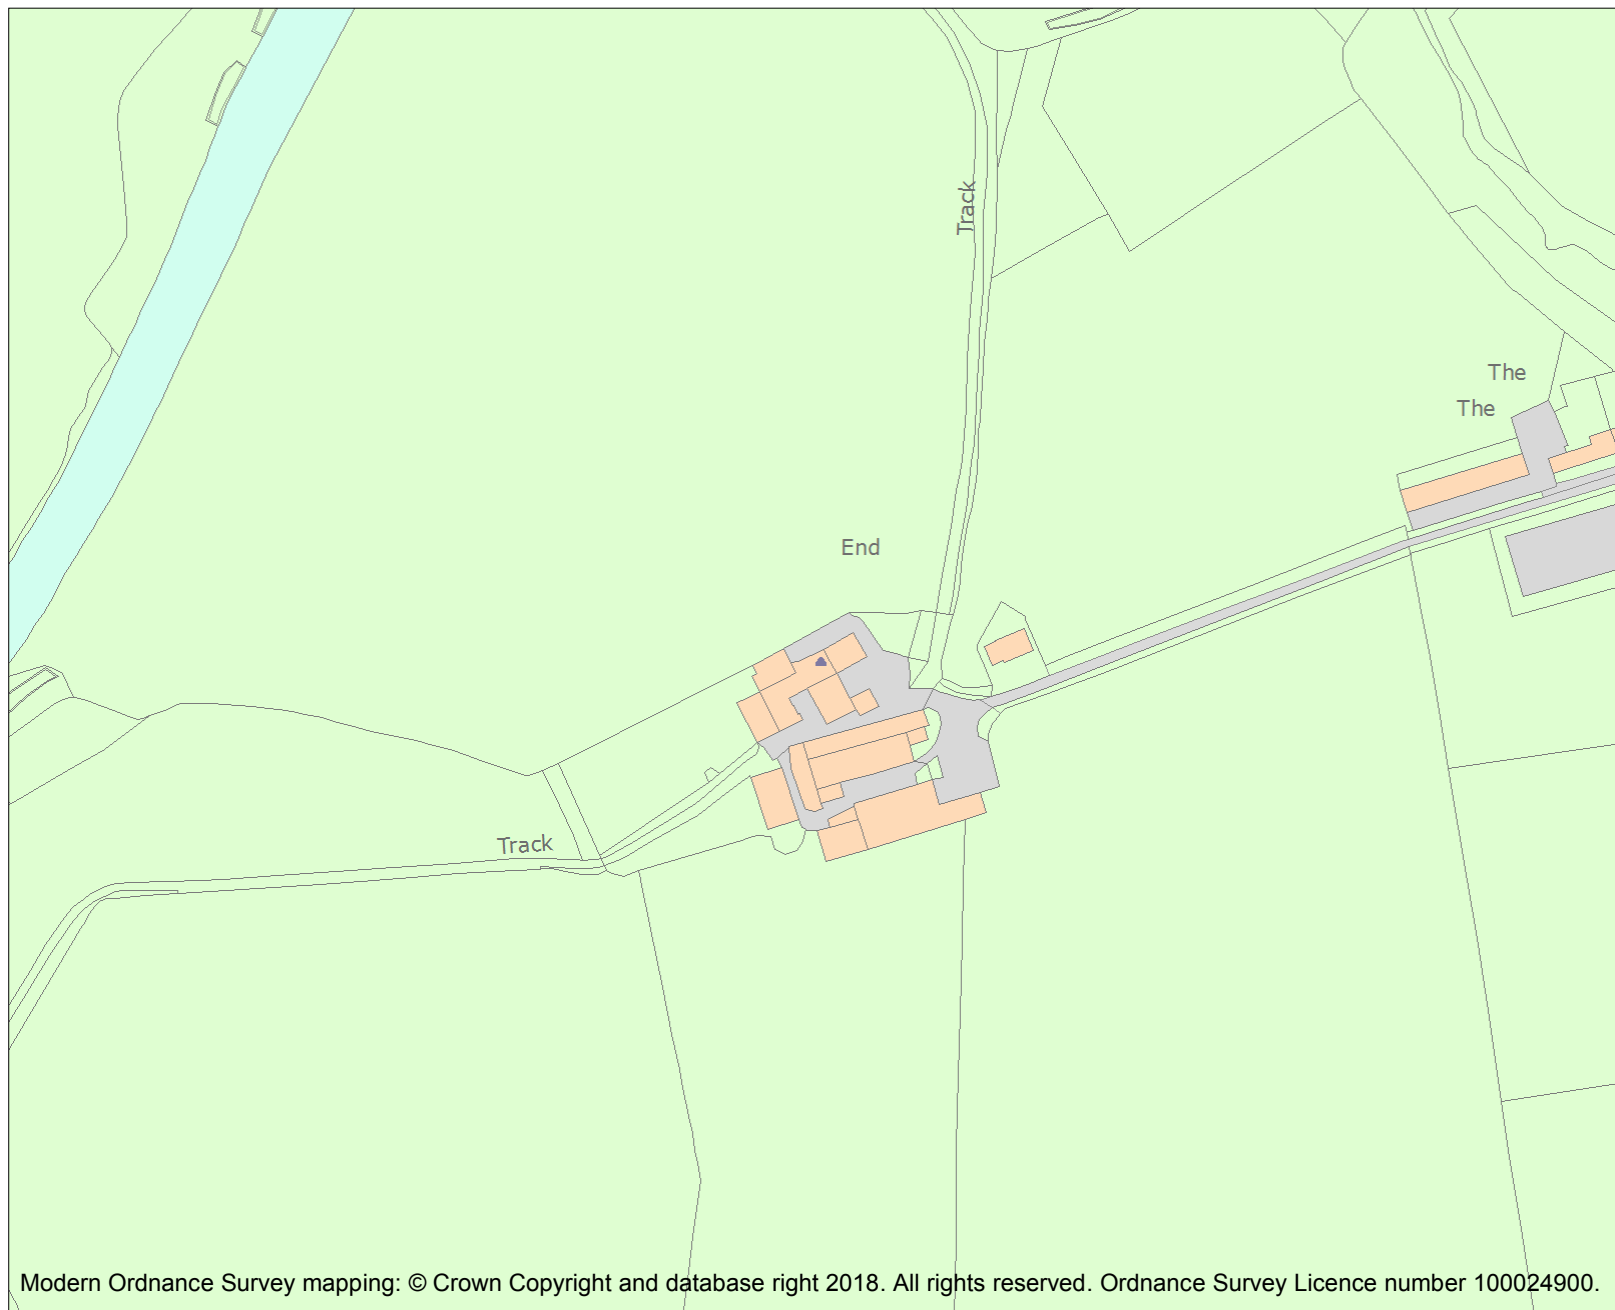 Track
The
The
End
Track
Modern Ordnance Survey mapping: © Crown Copyright and database right 2018. All rights reserved. Ordnance Survey Licence number 100024900.